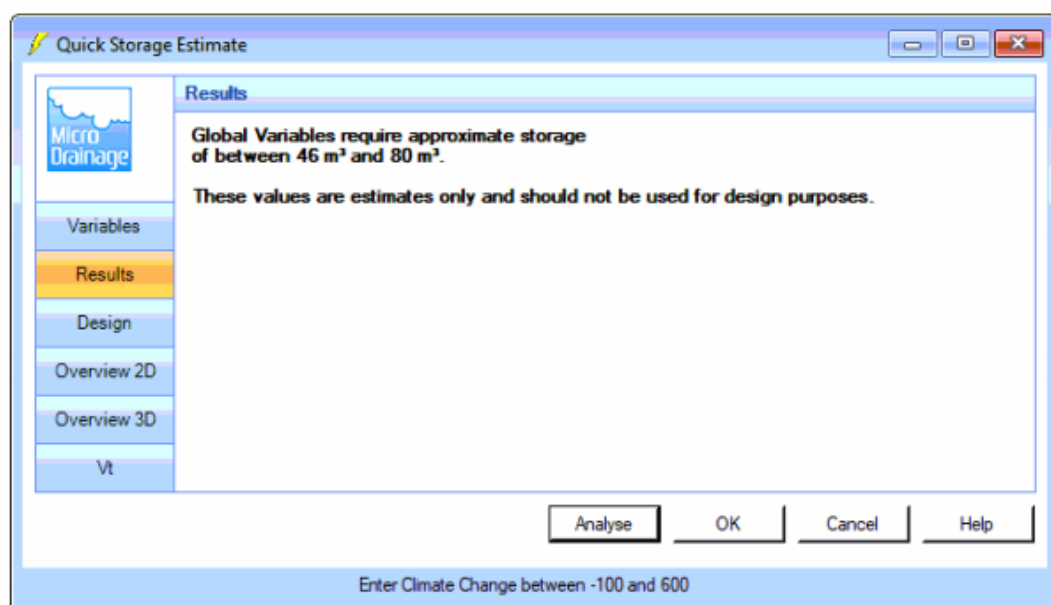 Quick Storage Estimate
Micro
Drainage
Variables
Results
Design
Overview 2D
Overview 3D
Vt
Results
Global Variables require approximate storage
of between 46 m³ and 80 m³.
These values are estimates only and should not be used for design purposes.
Analyse OK Cancel Help
Enter Climate Change between -100 and 600